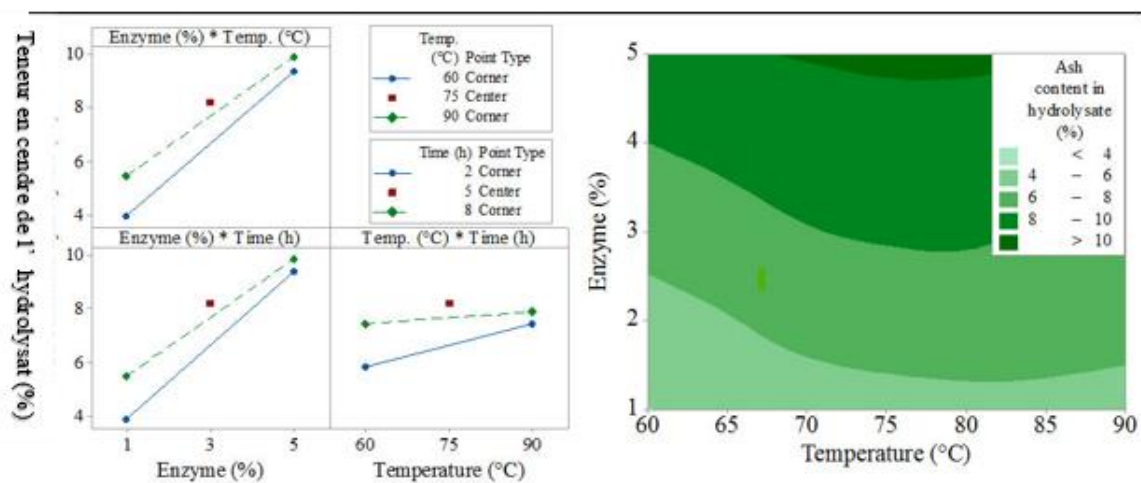 Teneur en cendre de l' hydrolysat (%)
Enzyme (%) * Temp. (°C)
10
8
6
4
Temp.
(°C) Point Type
60 Corner
75 Center
90 Corner
Time (h) Point Type
2 Corner
5 Center
8 Corner
Enzyme (%) * Time (h)
Temp. (°C) * Time (h)
10
8
6
4
1 3 5
60 75 90
Enzyme (%)
Temperature (°C)
Enzyme (%)
5
4
3
2
1
60 65 70 75 80 85 90
Temperature (°C)
Ash
content in
hydrolysate
(%)
< 4
4 – 6
6 – 8
8 – 10
> 10